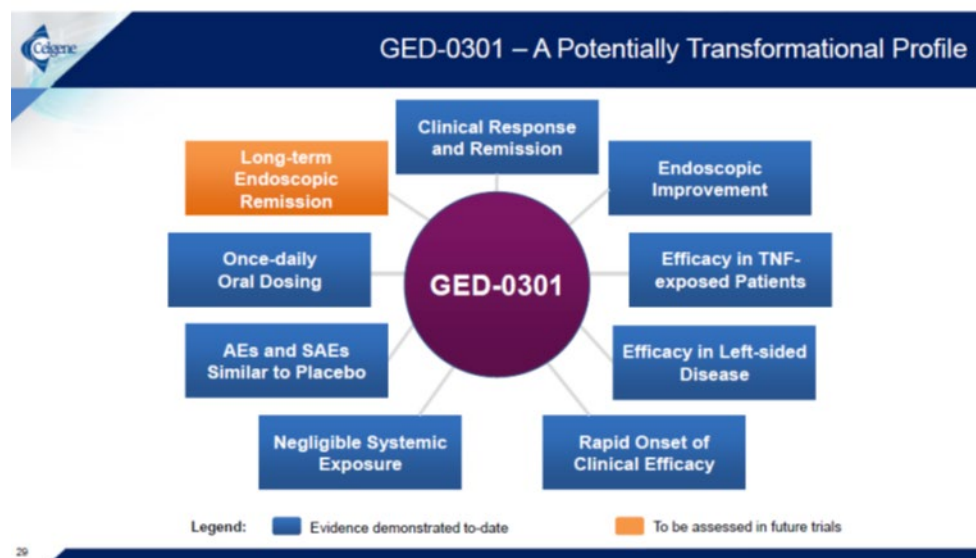 Celgene
GED-0301 – A Potentially Transformational Profile
Clinical Response
and Remission
Long-term
Endoscopic
Remission
Endoscopic
Improvement
Once-daily
Oral Dosing
GED-0301
Efficacy in TNF-
exposed Patients
AEs and SAEs
Similar to Placebo
Efficacy in Left-sided
Disease
Negligible Systemic
Exposure
Rapid Onset of
Clinical Efficacy
Legend:
Evidence demonstrated to-date
To be assessed in future trials
29